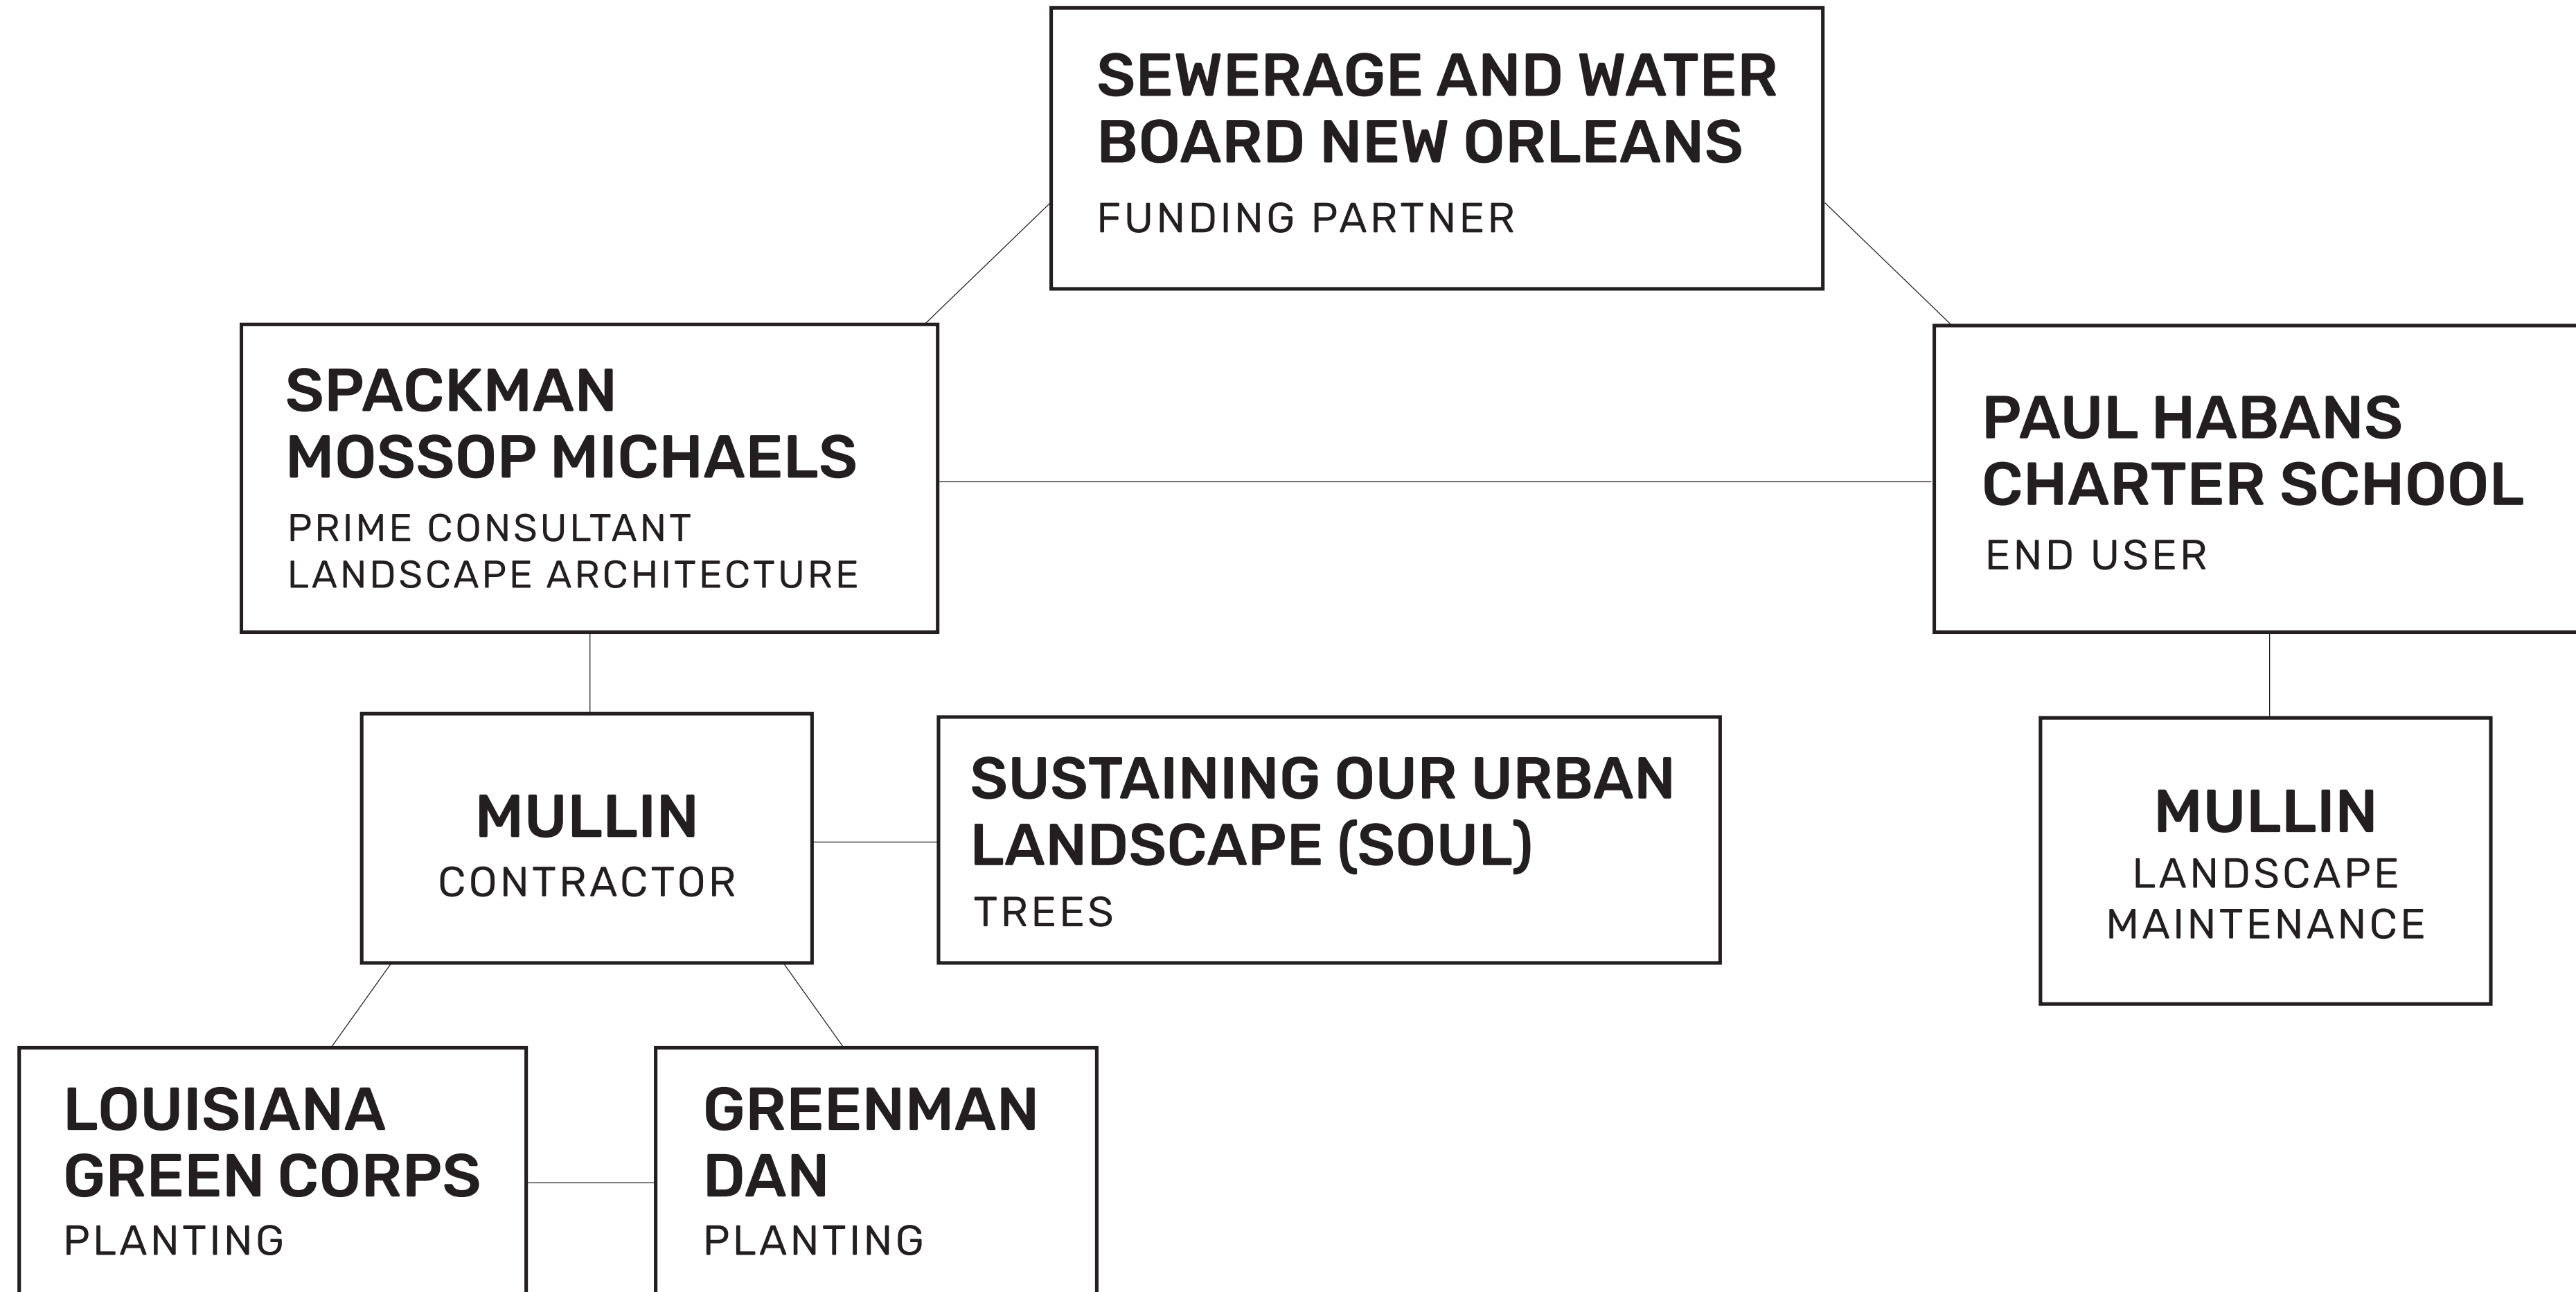 SEWERAGE AND WATER
BOARD NEW ORLEANS
FUNDING PARTNER
SPACKMAN
MOSSOP MICHAELS
PRIME CONSULTANT
LANDSCAPE ARCHITECTURE
PAUL HABANS
CHARTER SCHOOL
END USER
MULLIN
CONTRACTOR
SUSTAINING OUR URBAN
LANDSCAPE (SOUL)
TREES
MULLIN
LANDSCAPE
MAINTENANCE
LOUISIANA
GREEN CORPS
PLANTING
GREENMAN
DAN
PLANTING